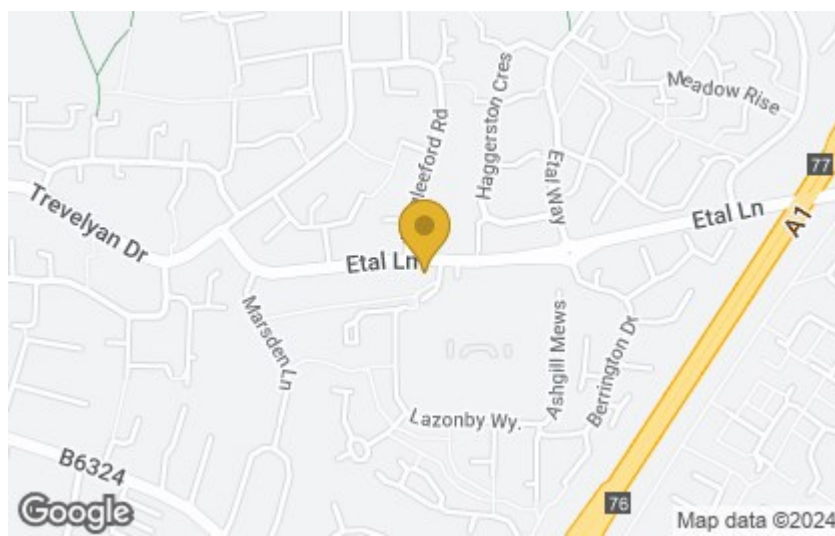 Meadow Rise
Haggerston Cres
Etal Way
77
A1
Etal Ln
Trevelyan Dr
Etal Ln
Marsden Ln
Ashgill Mews
Berrington Dr
Lazonby Wy.
B6324
76
Google
Map data ©2024